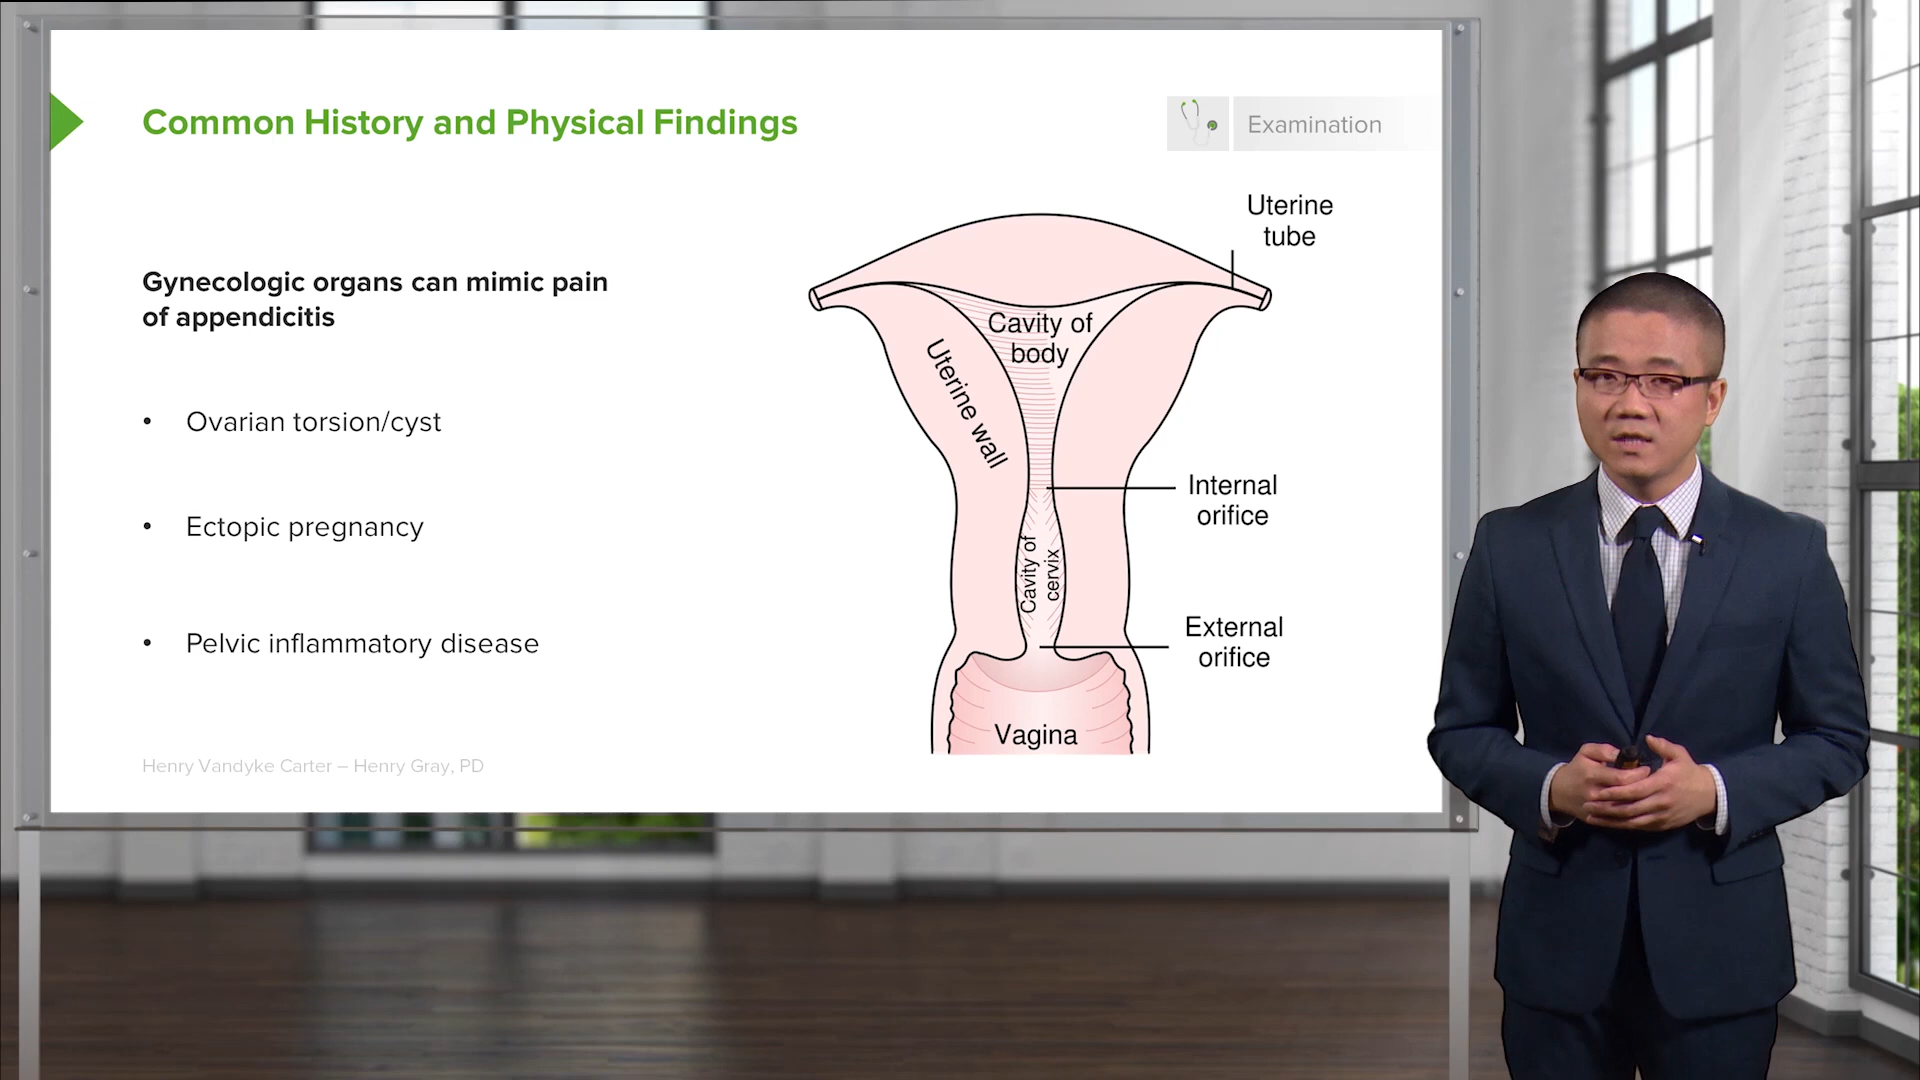 Common History and Physical Findings
Examination
Gynecologic organs can mimic pain
of appendicitis
• Ovarian torsion/cyst
• Ectopic pregnancy
• Pelvic inflammatory disease
Henry Vandyke Carter – Henry Gray, PD
Uterine
tube
Cavity of
body
Uterine wall
Internal
orifice
Cavity of
cervix
External
orifice
Vagina